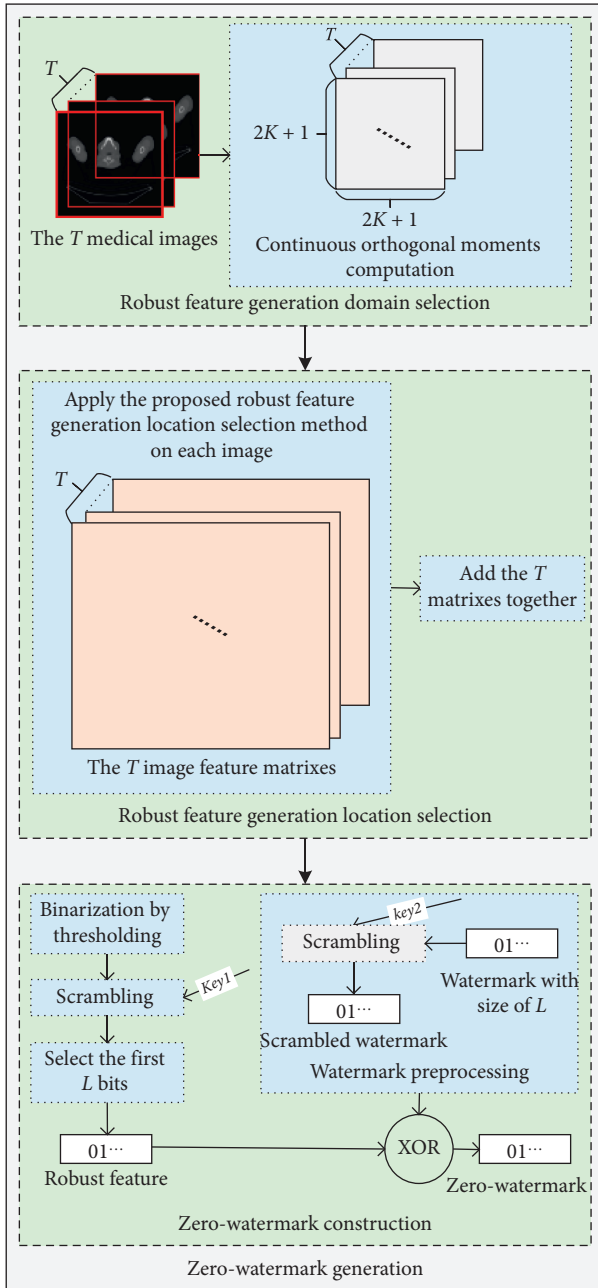 T
T
2K + 1
2K + 1
The T medical images
Continuous orthogonal moments
computation
Robust feature generation domain selection
Apply the proposed robust feature
generation location selection method
on each image
T
Add the T
matrixes together
The T image feature matrixes
Robust feature generation location selection
Binarization by
thresholding
Scrambling
Key1
Select the first
L bits
01...
Robust feature
key2
Scrambling
01...
Watermark with
size of L
01...
Scrambled watermark
Watermark preprocessing
XOR
01...
Zero-watermark
Zero-watermark construction
Zero-watermark generation